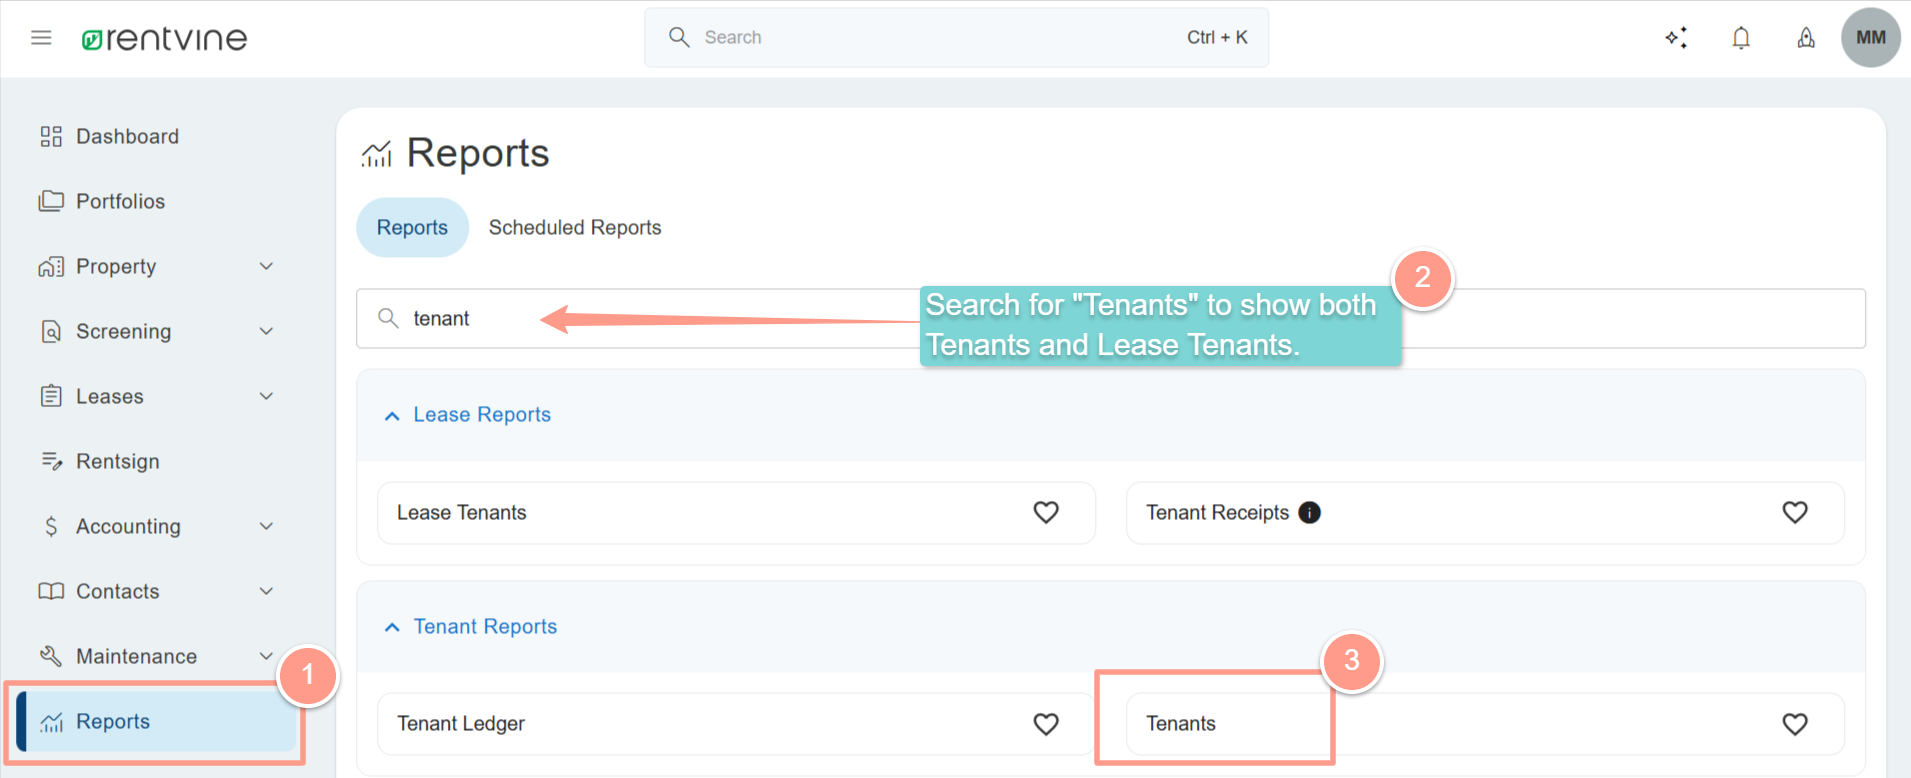 rentvine
Search
Ctrl + K
MM
Dashboard
Portfolios
Property
Screening
Leases
Rentsign
Accounting
Contacts
Maintenance
1
Reports
Reports
Reports
Scheduled Reports
2
tenant
Search for "Tenants" to show both
Tenants and Lease Tenants.
Lease Reports
Lease Tenants
Tenant Receipts
Tenant Reports
3
Tenant Ledger
Tenants